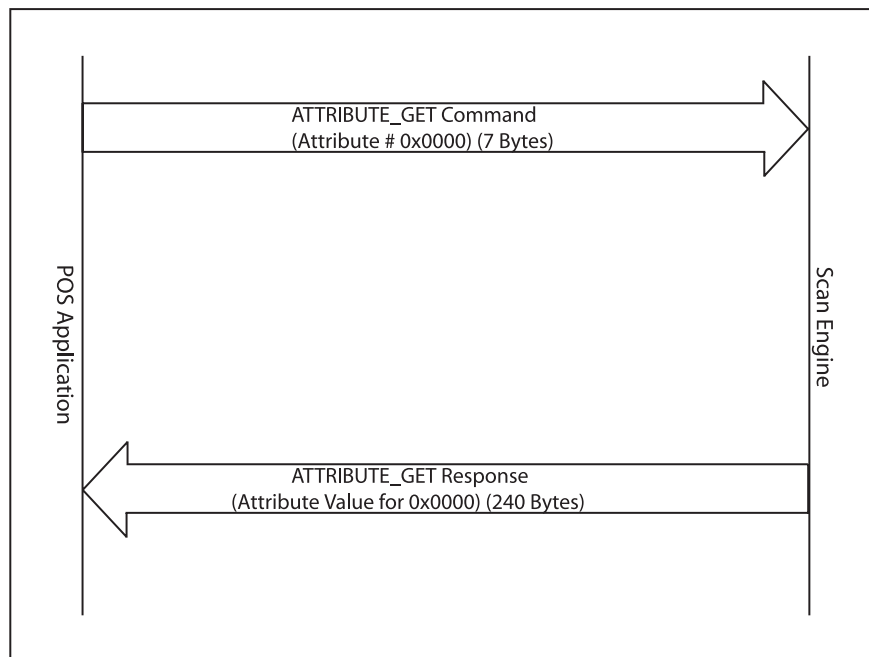 ATTRIBUTE_GET Command
(Attribute # 0x0000) (7 Bytes)
POS Application
Scan Engine
ATTRIBUTE_GET Response
(Attribute Value for 0x0000) (240 Bytes)